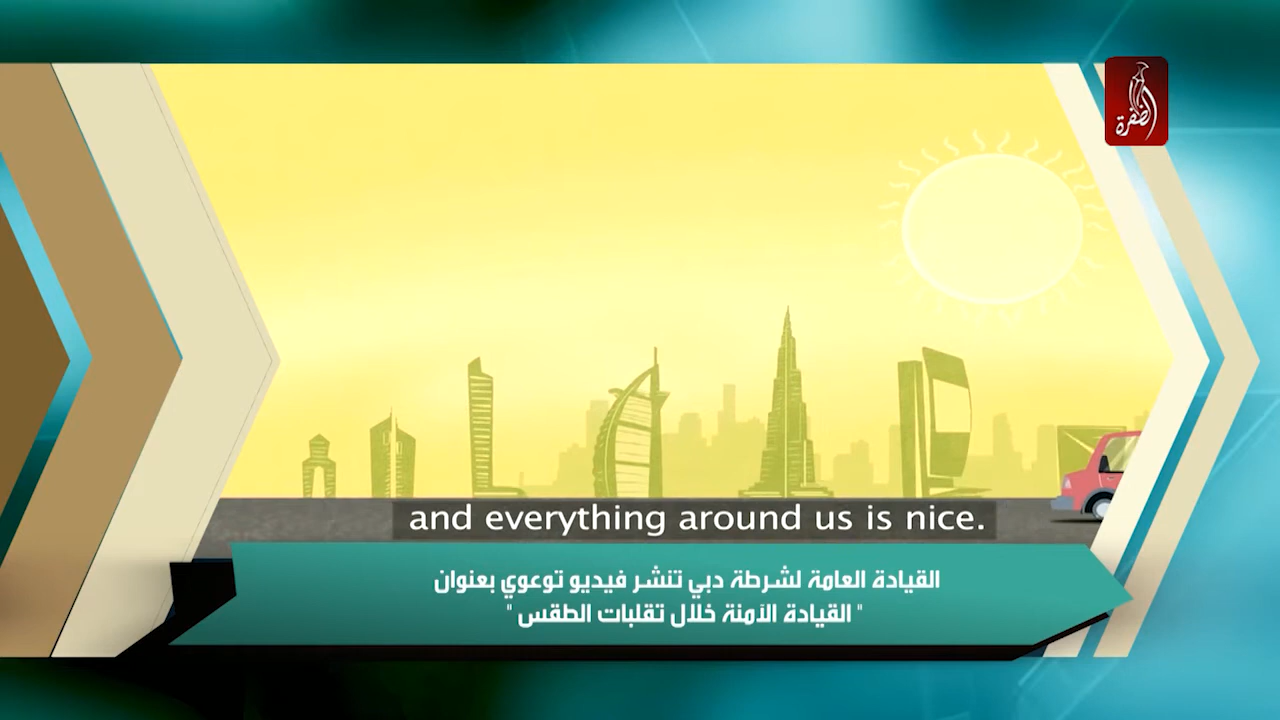 الظفرة
and everything around us is nice.
القيادة العامة لشرطة دبي تنشر فيديو توعوي بعنوان
" القيادة الآمنة خلال تقلبات الطقس "